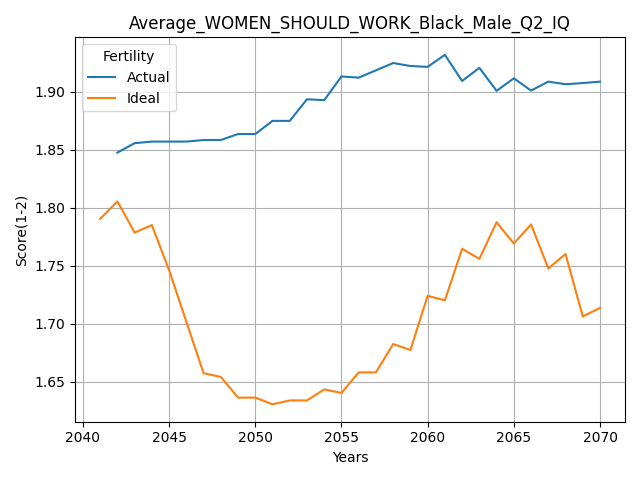 Average_WOMEN_SHOULD_WORK_Black_Male_Q2_IQ
Fertility
Actual
Ideal
Score(1-2)
1.90
1.85
1.80
1.75
1.70
1.65
2040 2045 2050 2055 2060 2065 2070
Years